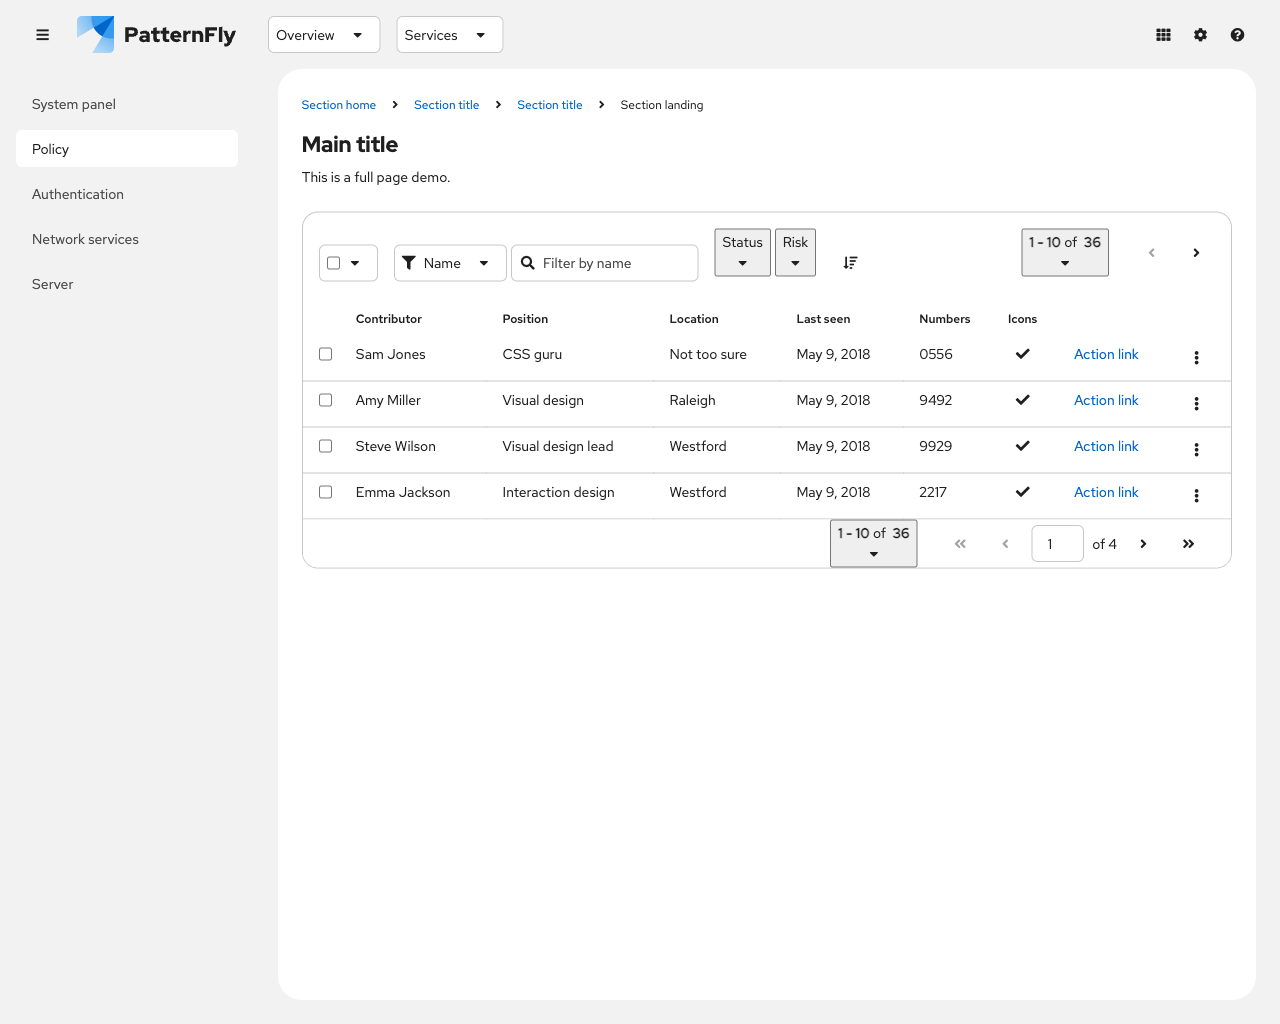 PatternFly
Overview
Services
System panel
Policy
Authentication
Network services
Server
Section home
Section title
Section title
Section landing
Main title
This is a full page demo.
Name
Filter by name
Status
Risk
1 - 10 of 36
Contributor Position Location Last seen Numbers Icons
Sam Jones CSS guru Not too sure May 9, 2018 0556 Action link
Amy Miller Visual design Raleigh May 9, 2018 9492 Action link
Steve Wilson Visual design lead Westford May 9, 2018 9929 Action link
Emma Jackson Interaction design Westford May 9, 2018 2217 Action link
1 - 10 of 36
1 of 4